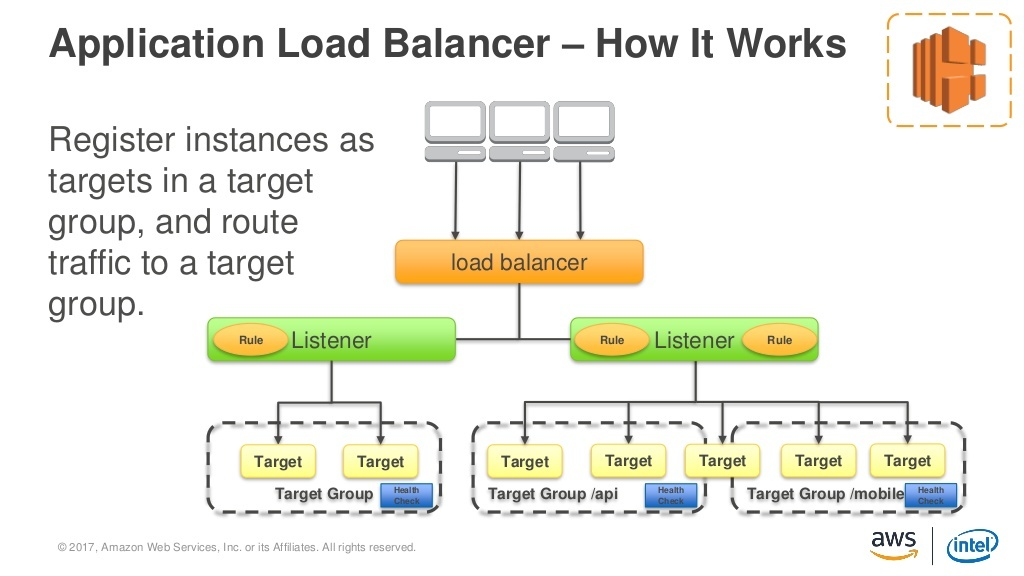 Application Load Balancer – How It Works
Register instances as
targets in a target
group, and route
traffic to a target
group.
load balancer
Rule
Listener
Rule
Listener
Rule
Target
Target
Target
Target
Target
Target
Target
Target Group
Health
Check
Target Group /api
Health
Check
Target Group /mobile
Health
Check
© 2017, Amazon Web Services, Inc. or its Affiliates. All rights reserved.
aws
intel